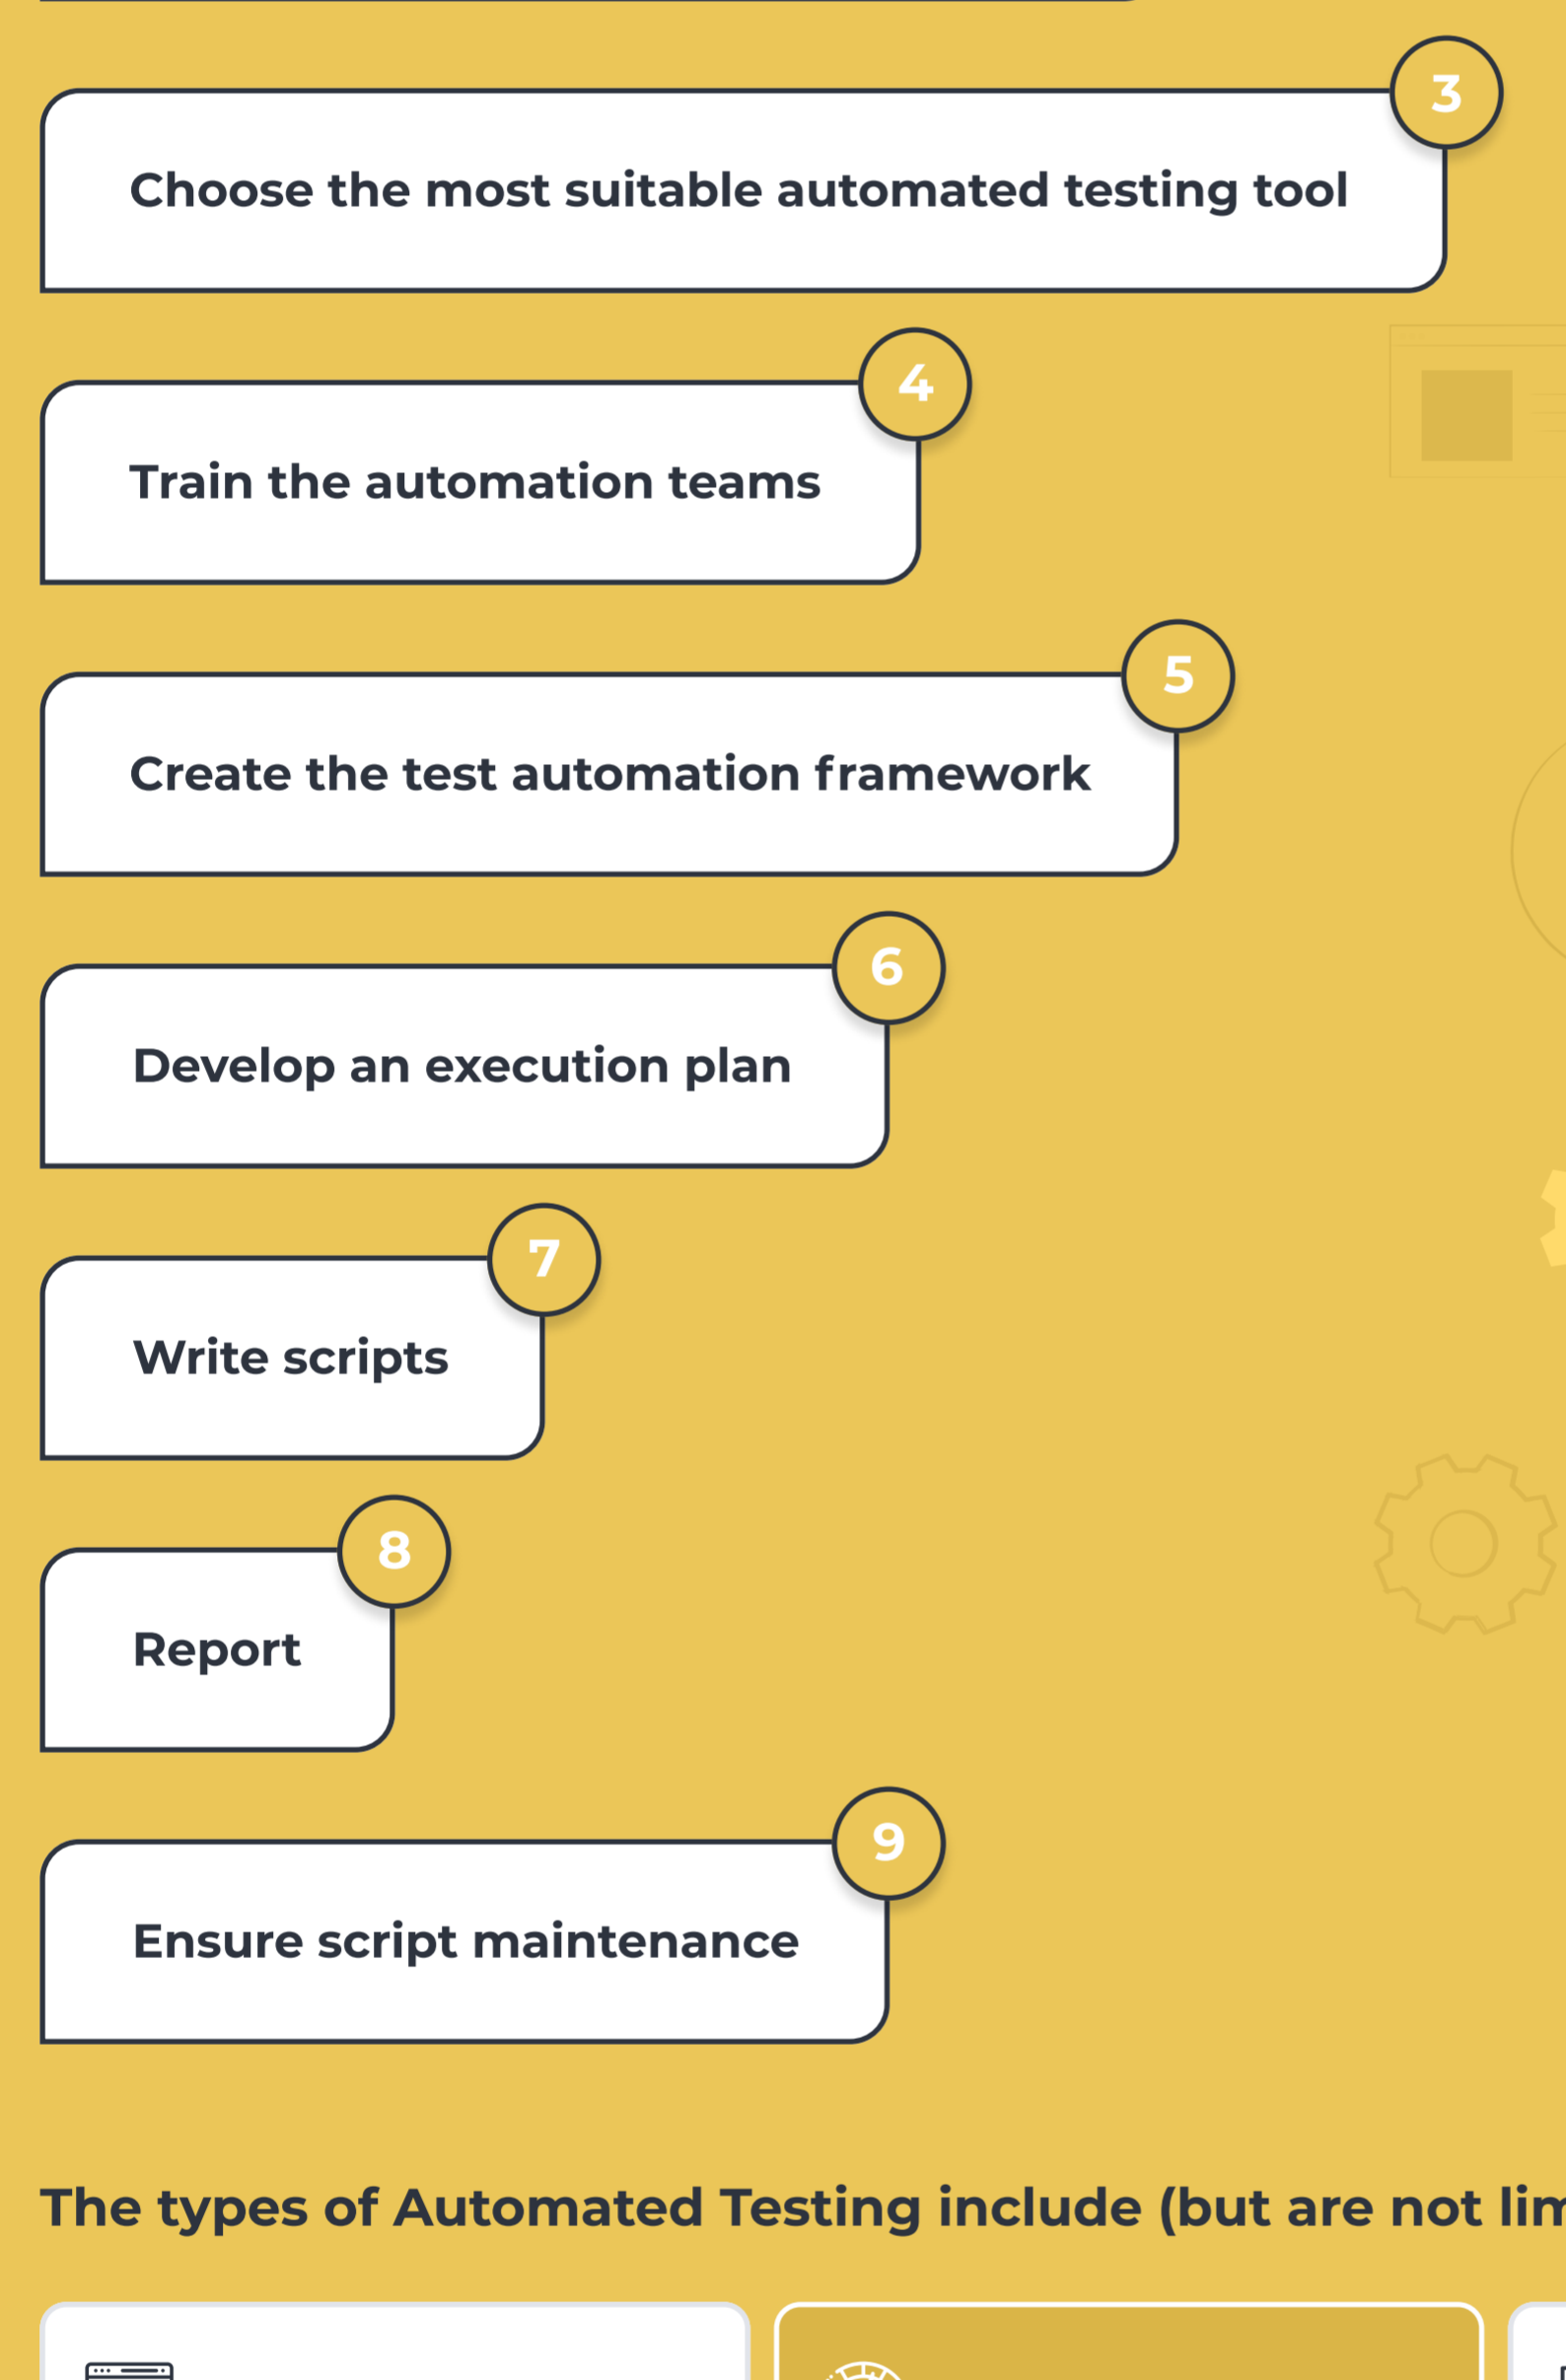 3
Choose the most suitable automated testing tool
4
Train the automation teams
5
Create the test automation framework
6
Develop an execution plan
7
Write scripts
8
Report
9
Ensure script maintenance
The types of Automated Testing include (but are not